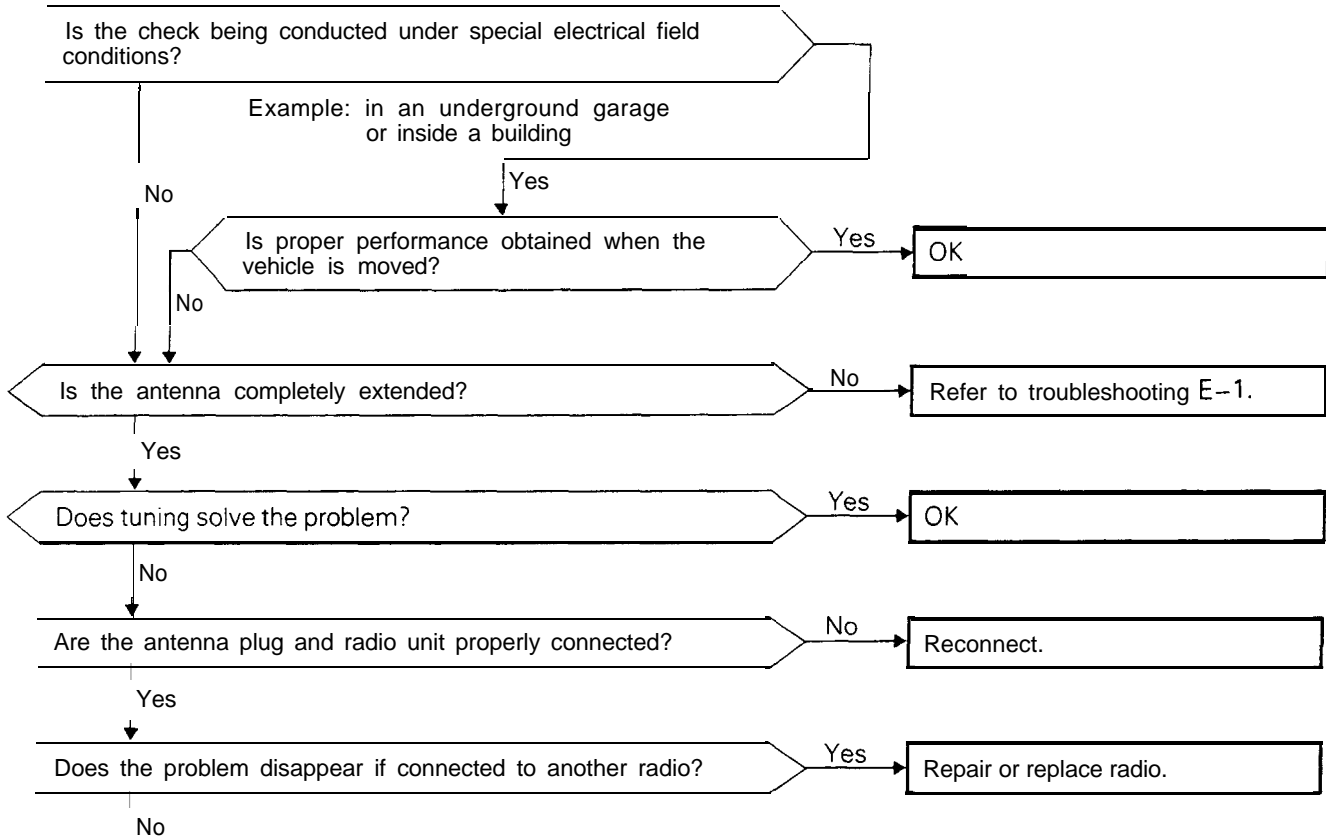 Is the check being conducted under special electrical field
conditions?
Example: in an underground garage
or inside a building
No
Yes
Is proper performance obtained when the
vehicle is moved?
Yes
OK
No
Is the antenna completely extended?
No
Refer to troubleshooting E–1.
Yes
Does tuning solve the problem?
Yes
OK
No
Are the antenna plug and radio unit properly connected?
No
Reconnect.
Yes
Does the problem disappear if connected to another radio?
Yes
Repair or replace radio.
No